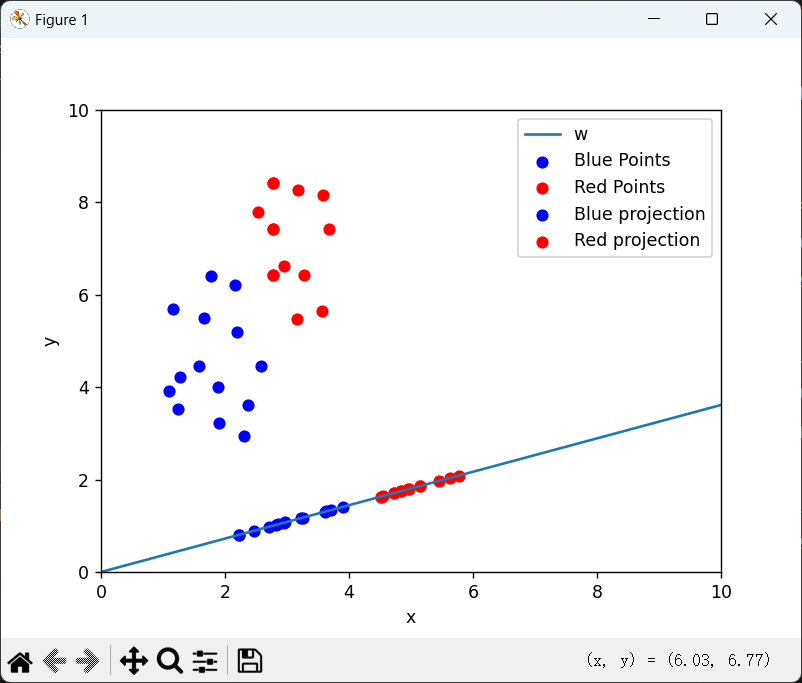 Figure 1
10
8
6
4
2
0
y
w
Blue Points
Red Points
Blue projection
Red projection
0 2 4 6 8 10
x
(x, y) = (6.03, 6.77)